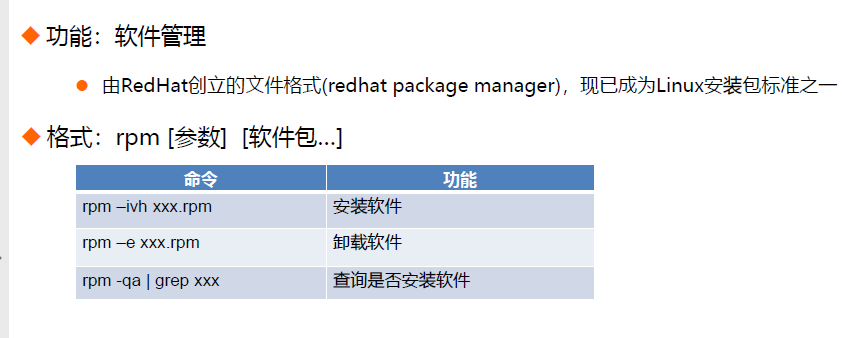 功能：软件管理
由RedHat创立的文件格式(redhat package manager)，现已成为Linux安装包标准之一
格式：rpm [参数] [软件包...]
命令 功能
rpm –ivh xxx.rpm 安装软件
rpm –e xxx.rpm 卸载软件
rpm -qa | grep xxx 查询是否安装软件